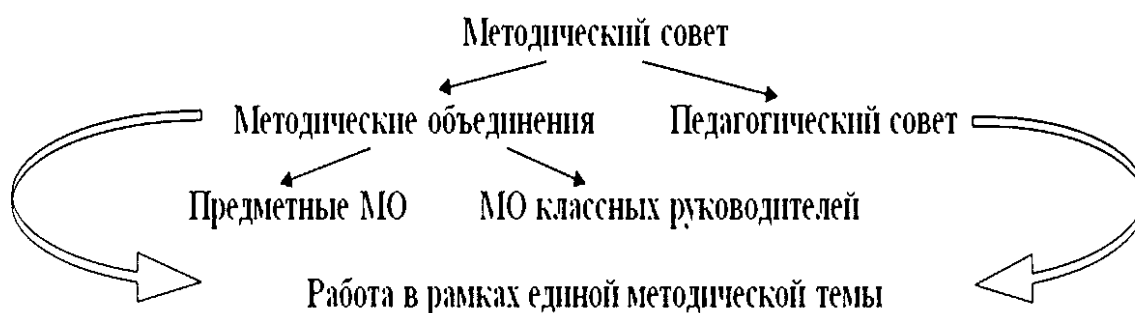 Методический совет
Методические объединения Педагогический совет
Предметные МО МО классных руководителей
Работа в рамках единой методической темы